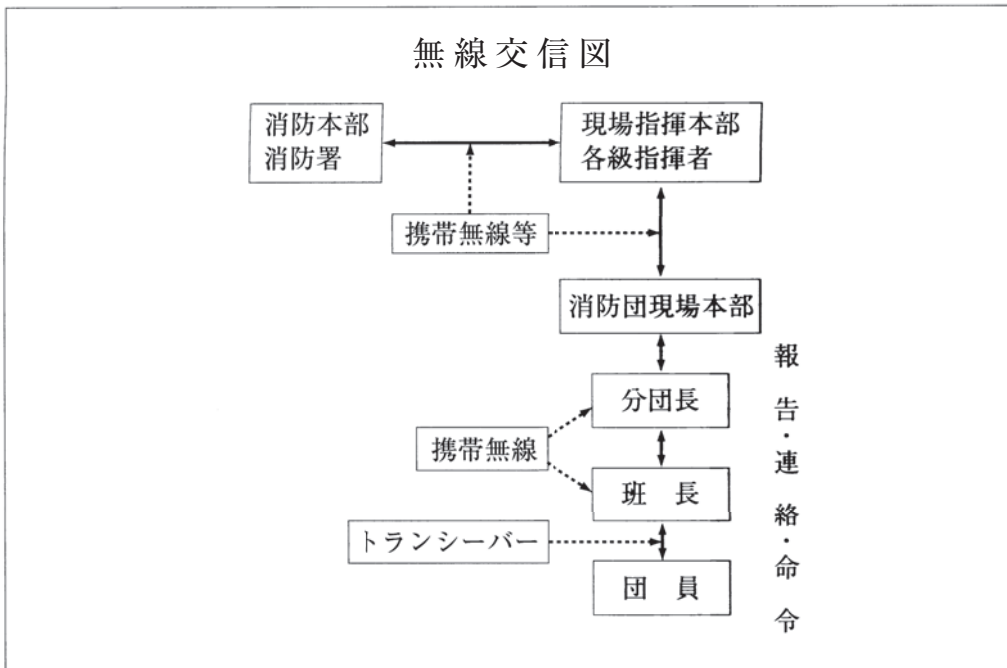 無線交信図
消防本部
消防署
現場指揮本部
各級指揮者
携帯無線等
消防団現場本部
分団長
携帯無線
班　長
トランシーバー
団　員
報告・連絡・命令